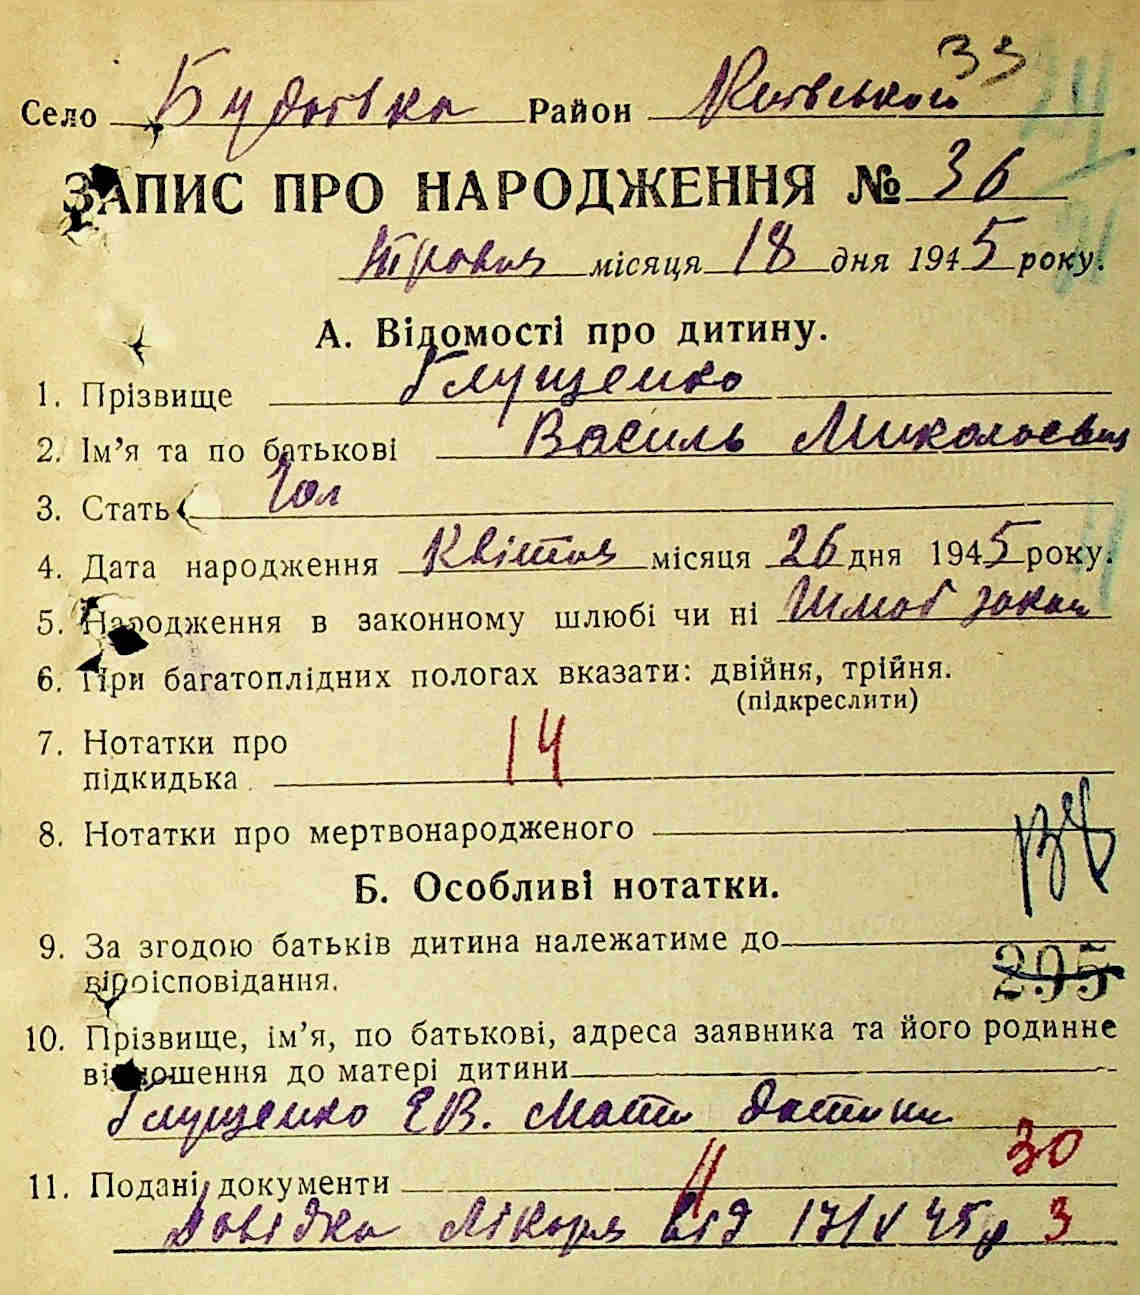 33
Село Будаївка Район Київський
ЗАПИС ПРО НАРОДЖЕННЯ № 36
Травня місяця 18 дня 1945 року.
А. Відомості про дитину.
1. Прізвище Глущенко
2. Ім’я та по батькові Василь Миколаєвич
3. Стать Чол
4. Дата народження Квітня місяця 26 дня 1945 року.
5. Народження в законному шлюбі чи ні Шлюб закон
6. При багатоплідних пологах вказати: двійня, трійня.
(підкреслити)
7. Нотатки про
підкидька 14
8. Нотатки про мертвонародженого
Б. Особливі нотатки.
9. За згодою батьків дитина належатиме до
віроісповідання.
295
10. Прізвище, ім’я, по батькові, адреса заявника та його родинне
відношення до матері дитини
Глущенко Е.В. Мати дитини
30
11. Подані документи
Довідка Лікаря від 17/V 45р 3